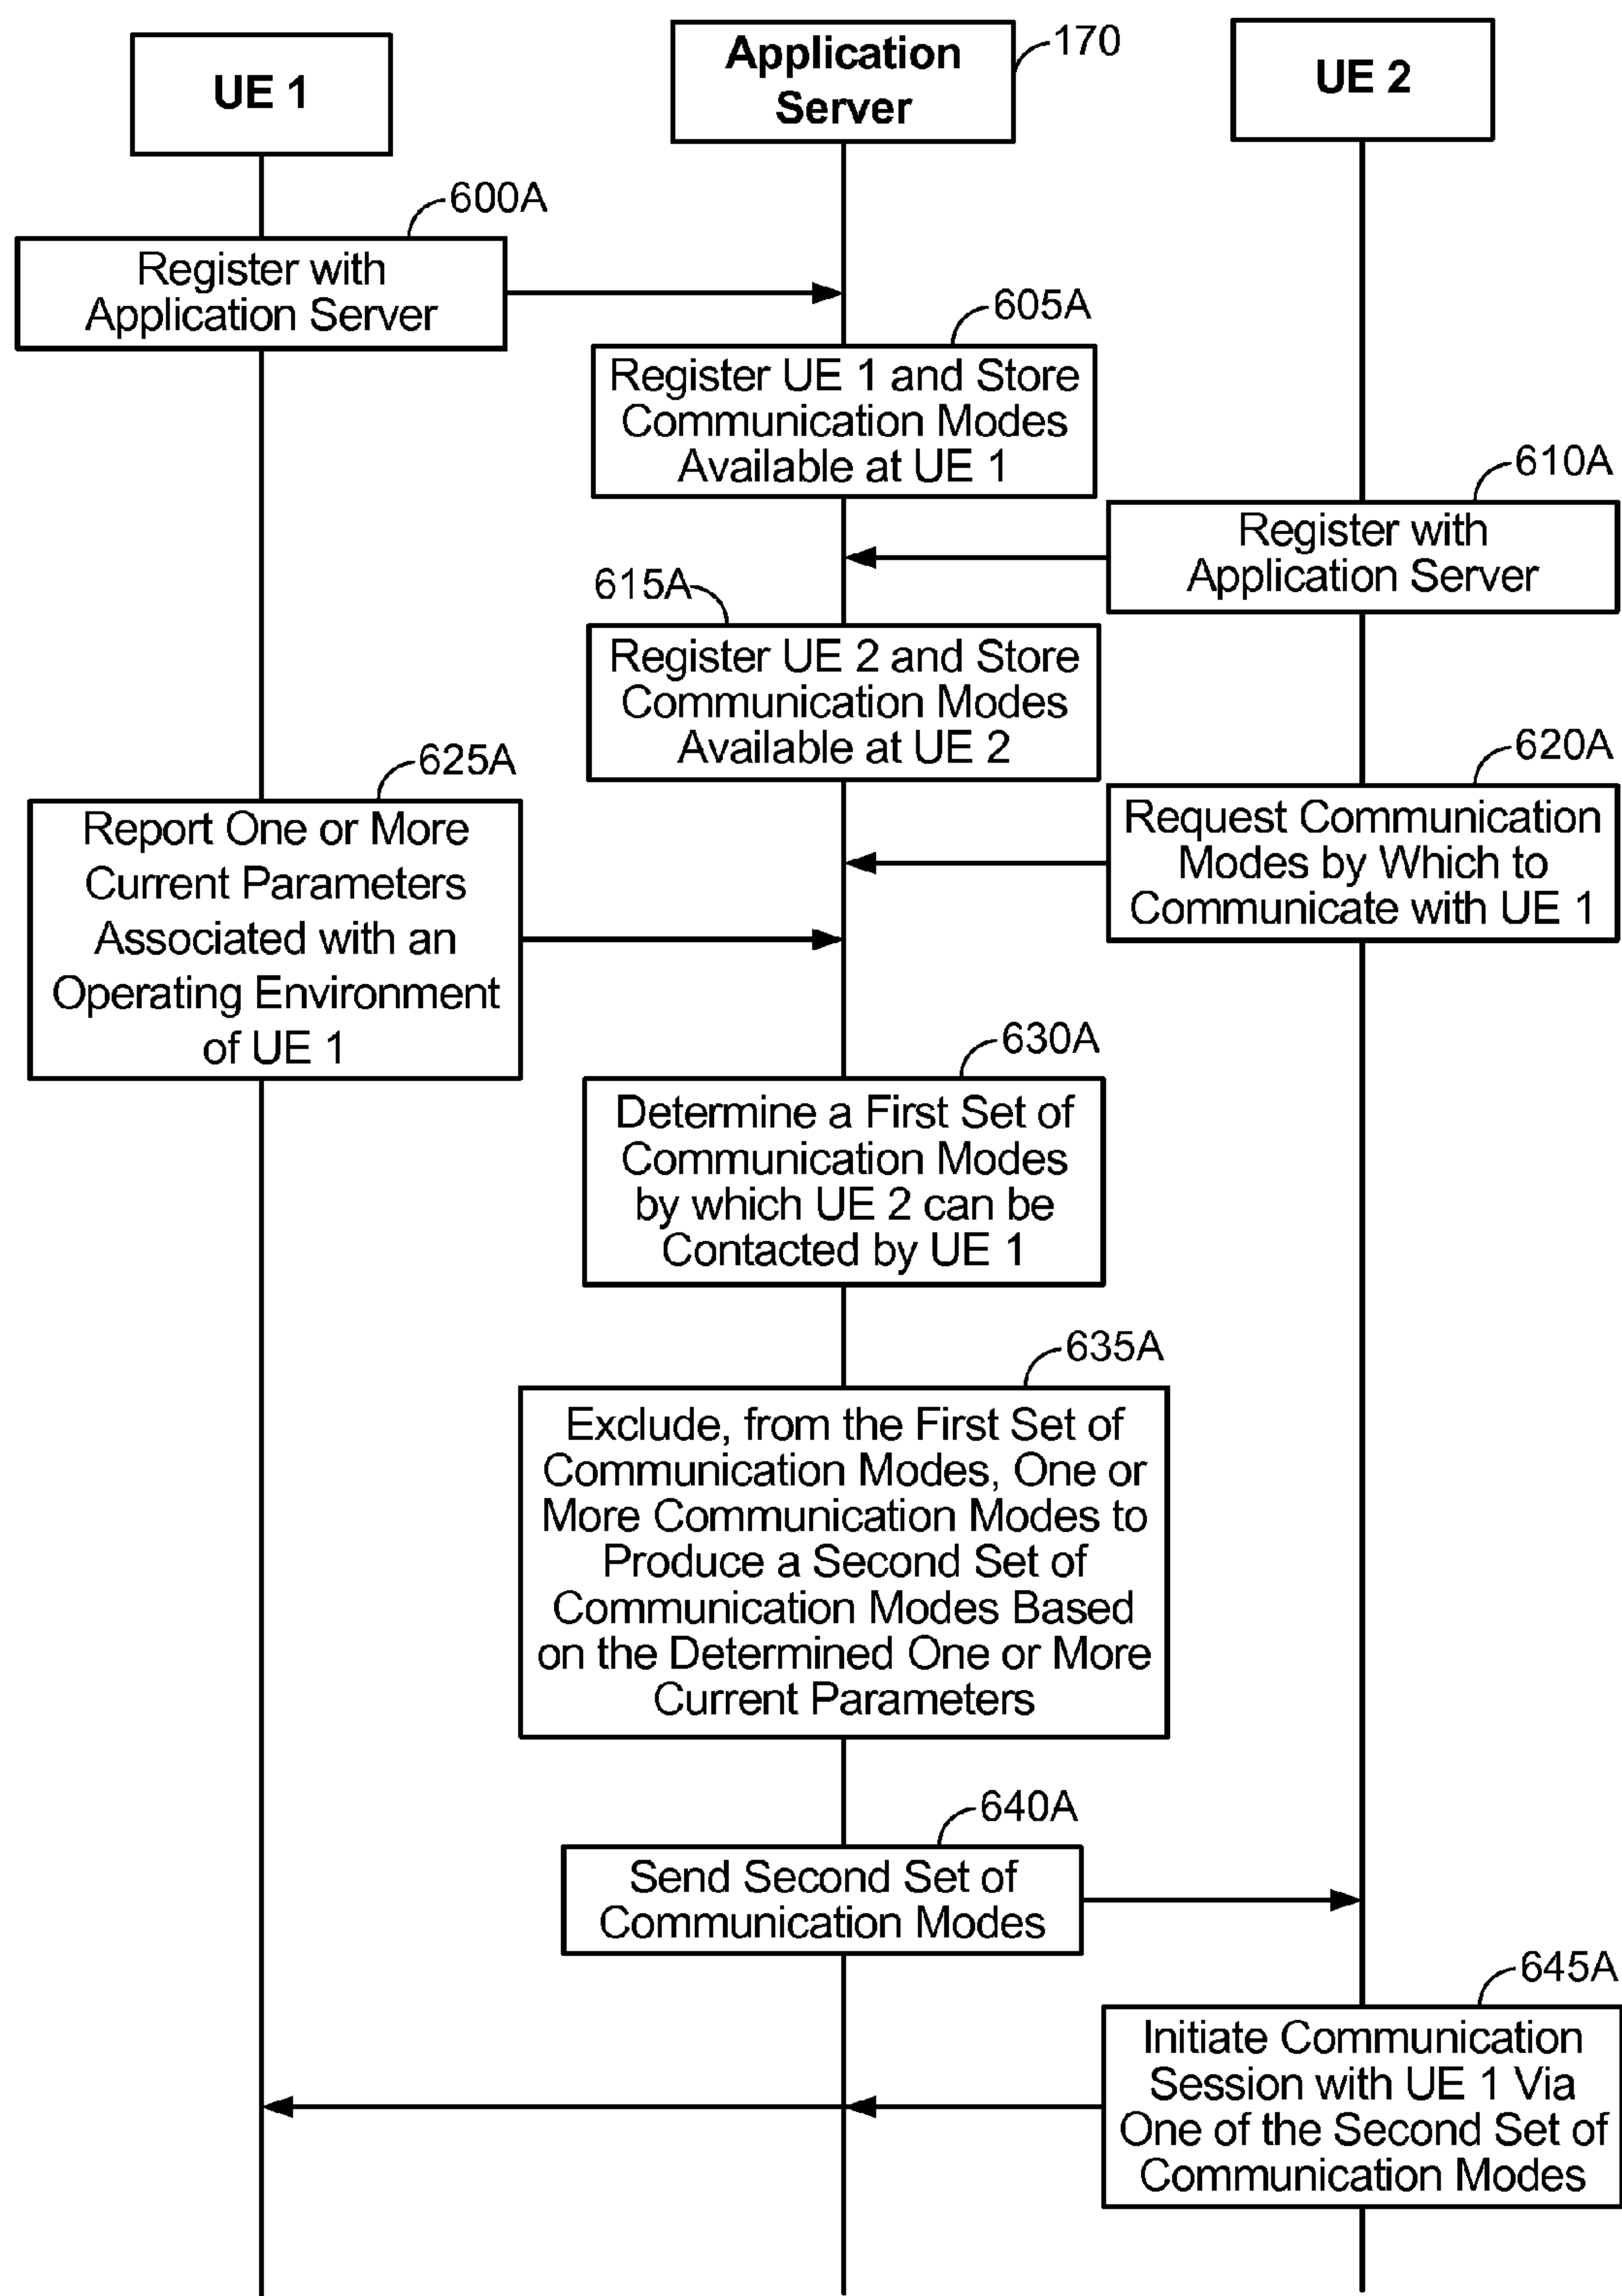 UE 1
Application
Server
170
UE 2
600A
Register with
Application Server
605A
Register UE 1 and Store
Communication Modes
Available at UE 1
610A
Register with
Application Server
615A
Register UE 2 and Store
Communication Modes
Available at UE 2
620A
Request Communication
Modes by Which to
Communicate with UE 1
625A
Report One or More
Current Parameters
Associated with an
Operating Environment
of UE 1
630A
Determine a First Set of
Communication Modes
by which UE 2 can be
Contacted by UE 1
635A
Exclude, from the First Set of
Communication Modes, One or
More Communication Modes to
Produce a Second Set of
Communication Modes Based
on the Determined One or More
Current Parameters
640A
Send Second Set of
Communication Modes
645A
Initiate Communication
Session with UE 1 Via
One of the Second Set of
Communication Modes